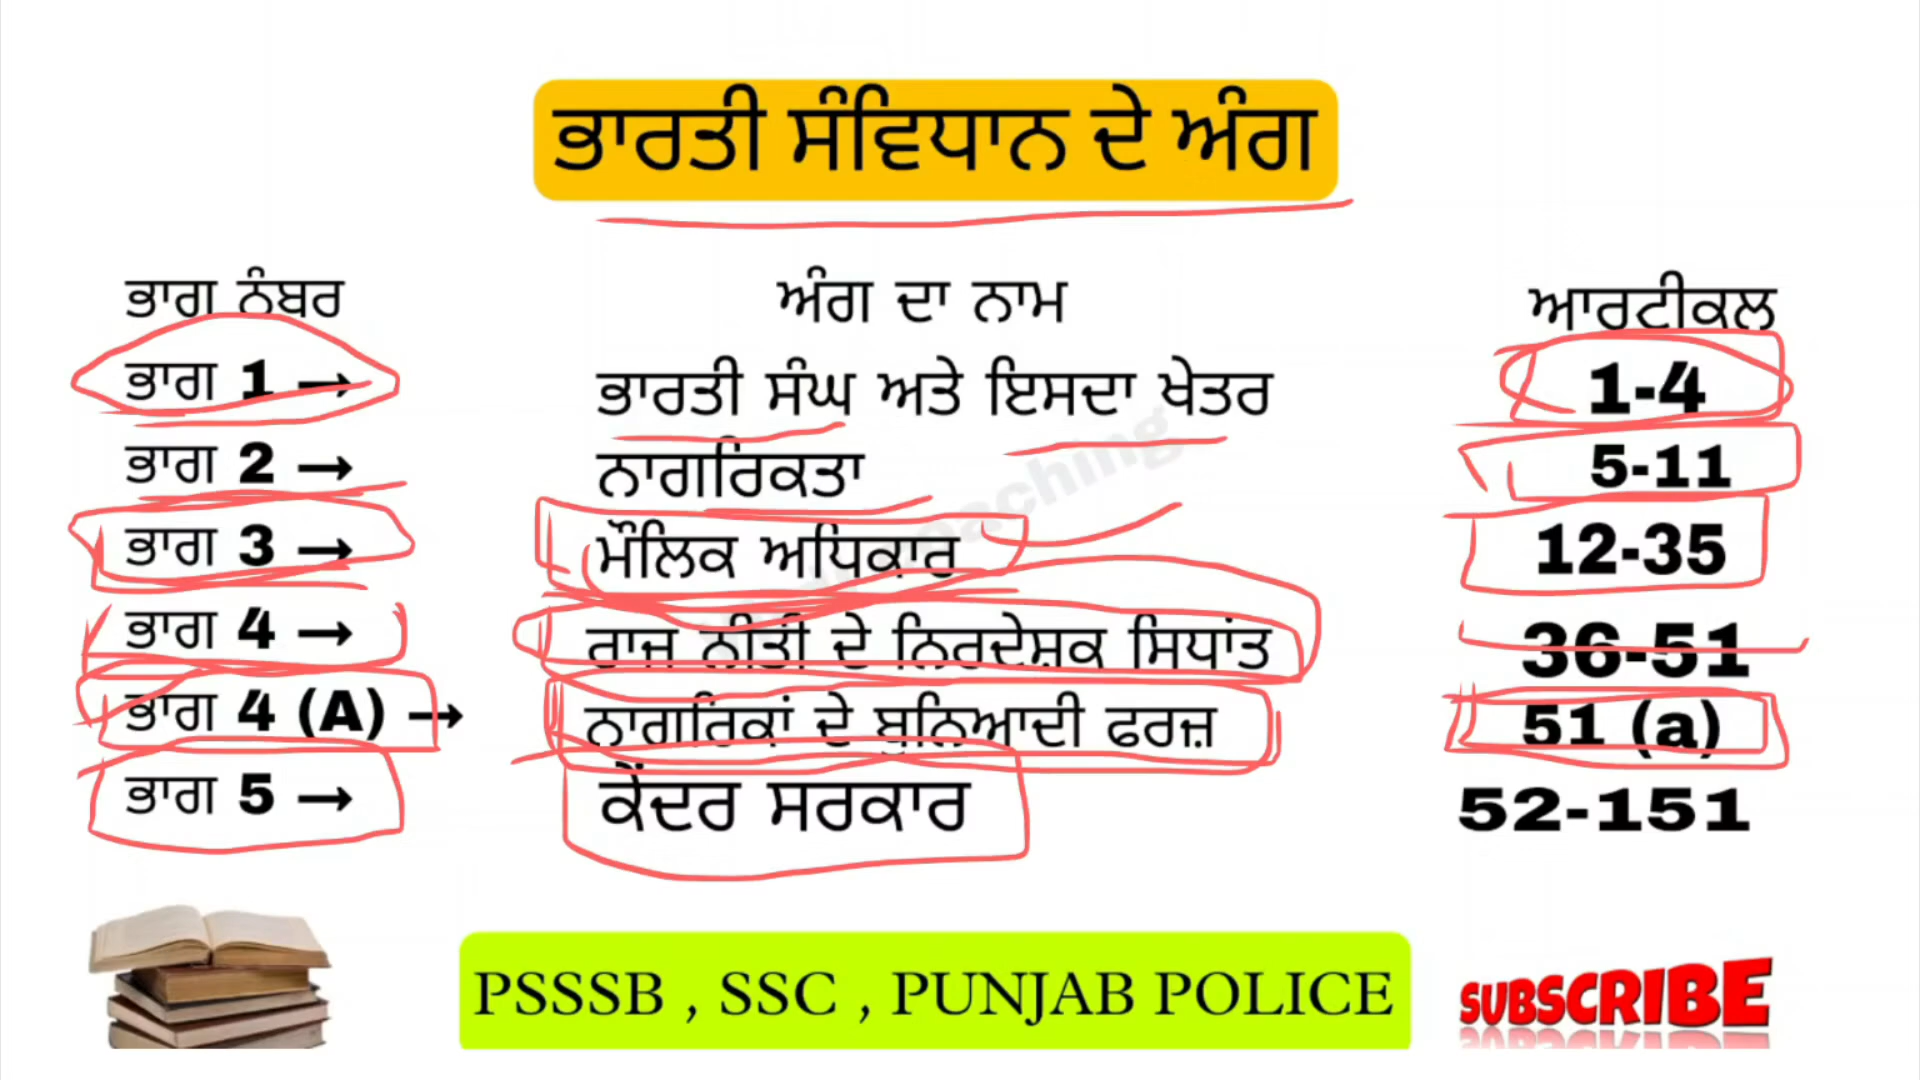 ਭਾਰਤੀ ਸੰਵਿਧਾਨ ਦੇ ਅੰਗ
ਭਾਗ ਨੰਬਰ ਅੰਗ ਦਾ ਨਾਮ ਆਰਟੀਕਲ
ਭਾਗ 1 → ਭਾਰਤੀ ਸੰਘ ਅਤੇ ਇਸਦਾ ਖੇਤਰ 1-4
ਭਾਗ 2 → ਨਾਗਰਿਕਤਾ 5-11
ਭਾਗ 3 → ਮੌਲਿਕ ਅਧਿਕਾਰ 12-35
ਭਾਗ 4 → ਰਾਜ ਨੀਤੀ ਦੇ ਨਿਰਦੇਸ਼ਕ ਸਿਧਾਂਤ 36-51
ਭਾਗ 4 (A) → ਨਾਗਰਿਕਾਂ ਦੇ ਬੁਨਿਆਦੀ ਫਰਜ਼ 51 (a)
ਭਾਗ 5 → ਕੇਂਦਰ ਸਰਕਾਰ 52-151
PSSSB , SSC , PUNJAB POLICE
SUBSCRIBE